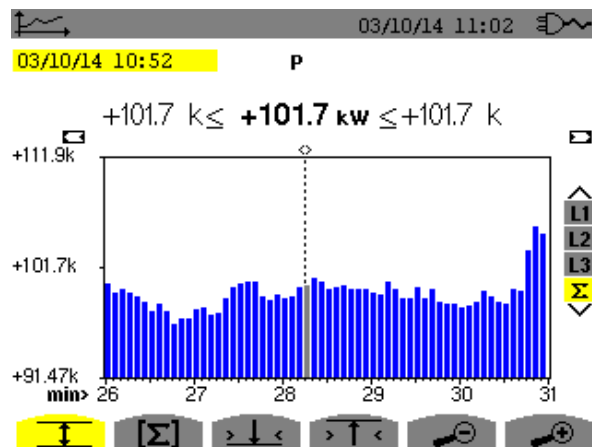 03/10/14 11:02
03/10/14 10:52 P
+101.7 k≤ +101.7 kW ≤+101.7 k
+111.9k
+101.7k
+91.47k
L1
L2
L3
Σ
min> 26 27 28 29 30 31
[Σ]